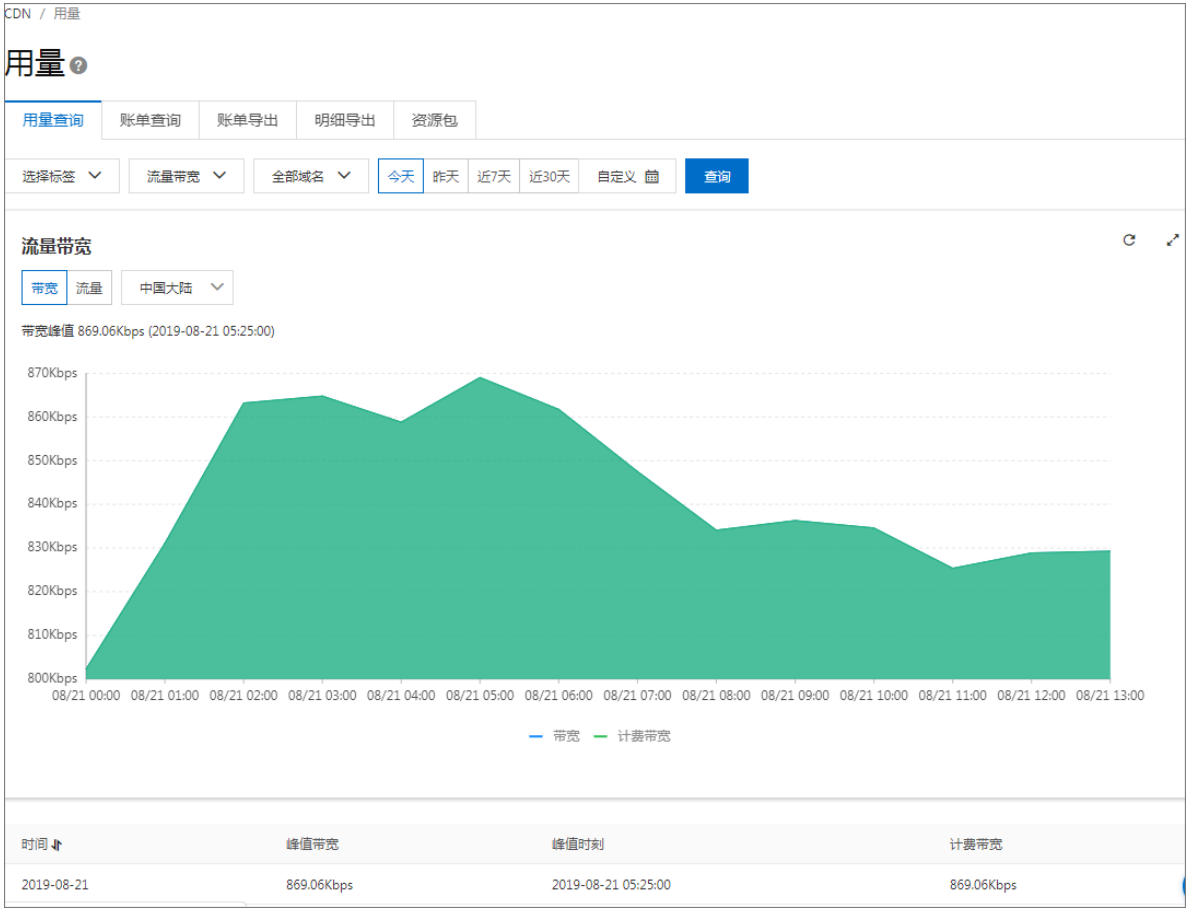 CDN / 用量
用量 ?
用量查询 账单查询 账单导出 明细导出 资源包
选择标签 流量带宽 全部域名 今天 昨天 近7天 近30天 自定义 查询
流量带宽
带宽 流量 中国大陆
带宽峰值 869.06Kbps (2019-08-21 05:25:00)
870Kbps
860Kbps
850Kbps
840Kbps
830Kbps
820Kbps
810Kbps
800Kbps
08/21 00:00 08/21 01:00 08/21 02:00 08/21 03:00 08/21 04:00 08/21 05:00 08/21 06:00 08/21 07:00 08/21 08:00 08/21 09:00 08/21 10:00 08/21 11:00 08/21 12:00 08/21 13:00
带宽 计费带宽
时间 峰值带宽 峰值时刻 计费带宽
2019-08-21 869.06Kbps 2019-08-21 05:25:00 869.06Kbps